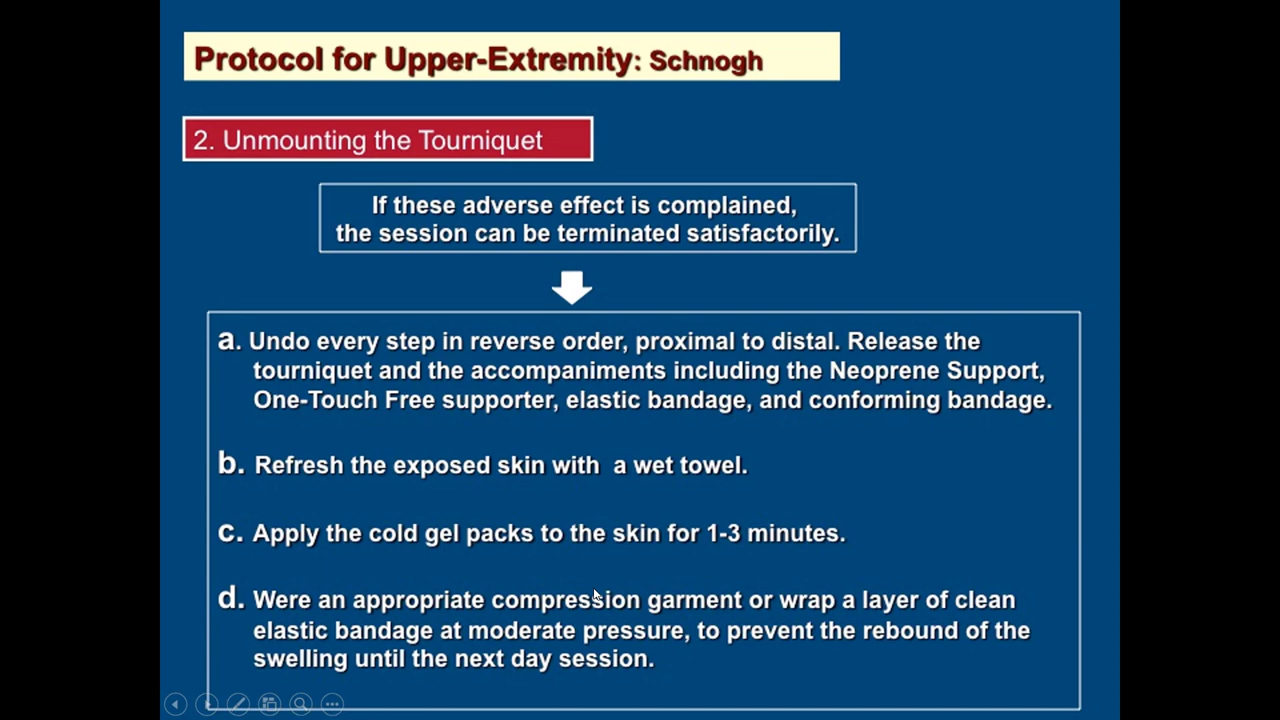 Protocol for Upper-Extremity: Schnogh
2. Unmounting the Tourniquet
If these adverse effect is complained,
the session can be terminated satisfactorily.
a. Undo every step in reverse order, proximal to distal. Release the
tourniquet and the accompaniments including the Neoprene Support,
One-Touch Free supporter, elastic bandage, and conforming bandage.
b. Refresh the exposed skin with a wet towel.
c. Apply the cold gel packs to the skin for 1-3 minutes.
d. Were an appropriate compression garment or wrap a layer of clean
elastic bandage at moderate pressure, to prevent the rebound of the
swelling until the next day session.